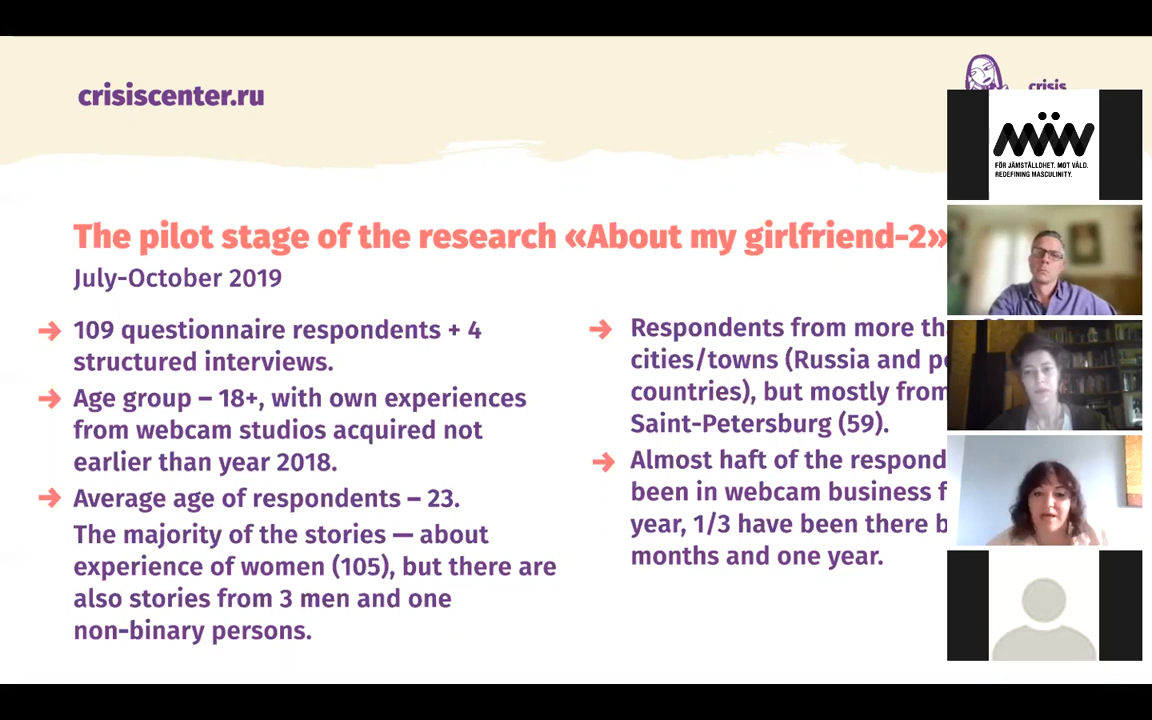 crisiscenter.ru
crisis
MÄN
FÖR JÄMSTÄLLDHET. MOT VÅLD.
REDEFINING MASCULINITY.
The pilot stage of the research «About my girlfriend-2»
July-October 2019
→ 109 questionnaire respondents + 4
structured interviews.
→ Age group – 18+, with own experiences
from webcam studios acquired not
earlier than year 2018.
→ Average age of respondents – 23.
The majority of the stories — about
experience of women (105), but there are
also stories from 3 men and one
non-binary persons.
→ Respondents from more
cities/towns (Russia and
countries), but mostly from
Saint-Petersburg (59).
→ Almost haft of the
been in webcam business
year, 1/3 have been there
months and one year.